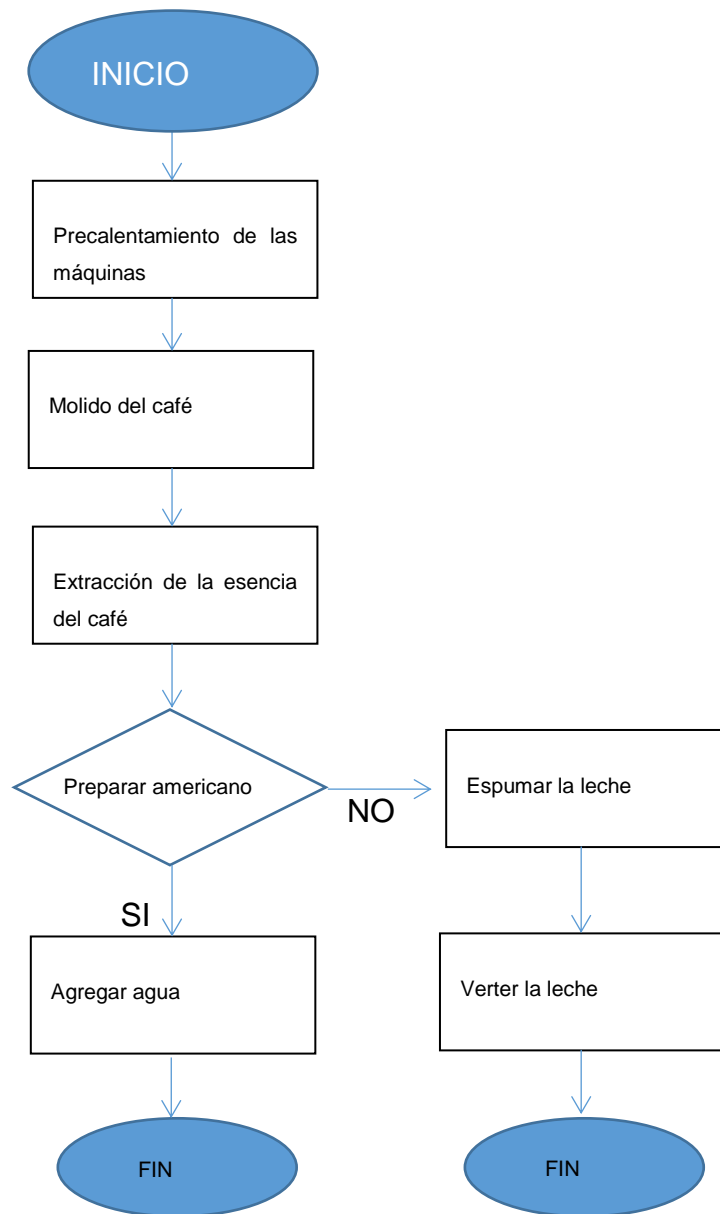 INICIO
Precalentamiento de las
máquinas
Molido del café
Extracción de la esencia
del café
Preparar americano
NO
Espumar la leche
SI
Agregar agua
Verter la leche
FIN
FIN